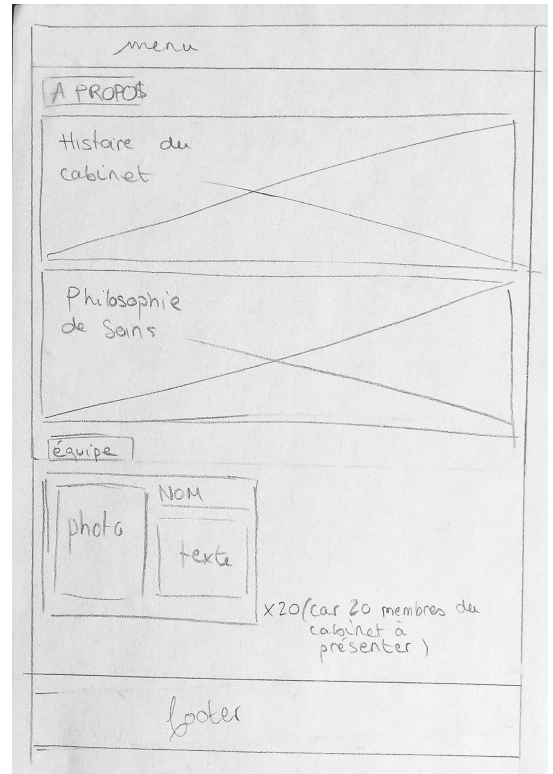 menu
A PROPOS
Histoire du
cabinet
Philosophie
de Soins
équipe
photo
NOM
texte
x20 (car 20 membres du
cabinet à
présenter)
footer